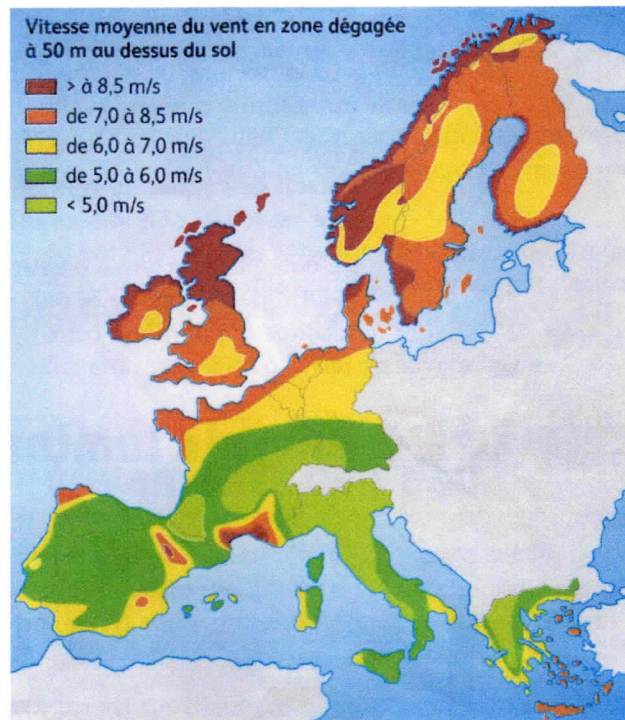 Vitesse moyenne du vent en zone dégagée
à 50 m au dessus du sol
> à 8,5 m/s
de 7,0 à 8,5 m/s
de 6,0 à 7,0 m/s
de 5,0 à 6,0 m/s
< 5,0 m/s